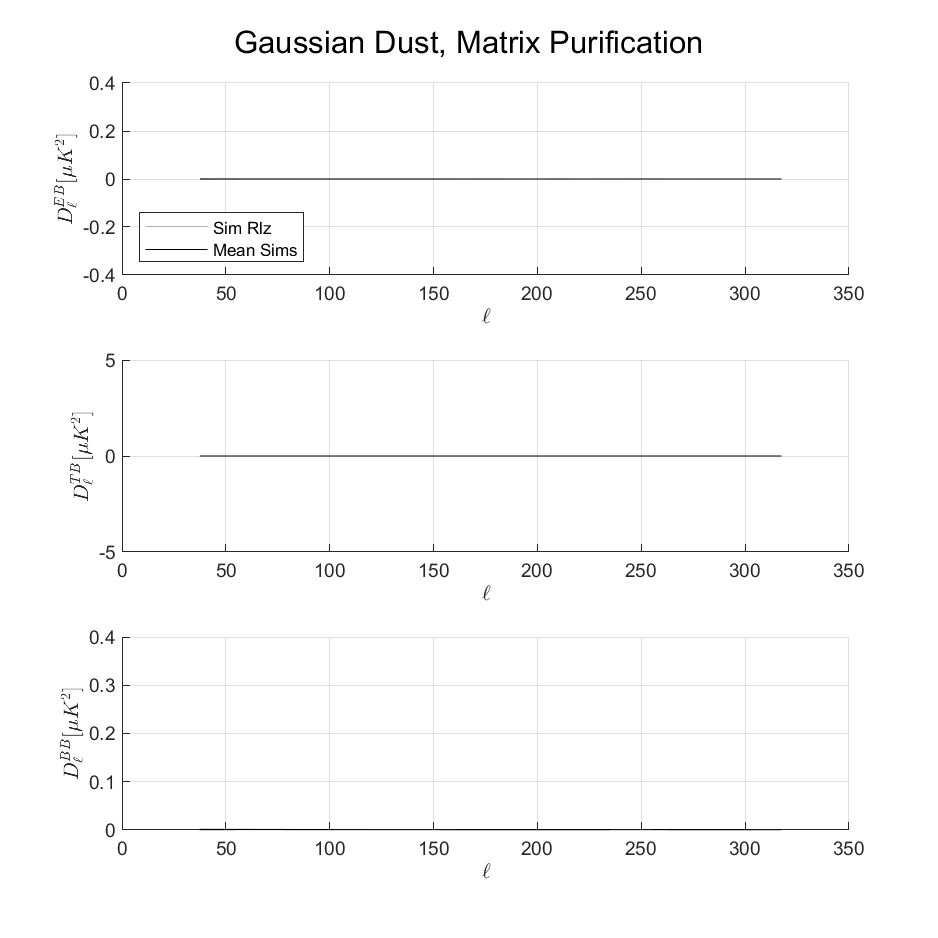 Gaussian Dust, Matrix Purification
0.4
0.2
0
-0.2
-0.4
D_ℓ^{EB}[μK^2]
Sim Rlz
Mean Sims
0 50 100 150 200 250 300 350
ℓ
5
0
-5
D_ℓ^{TB}[μK^2]
0 50 100 150 200 250 300 350
ℓ
0.4
0.3
0.2
0.1
0
D_ℓ^{BB}[μK^2]
0 50 100 150 200 250 300 350
ℓ